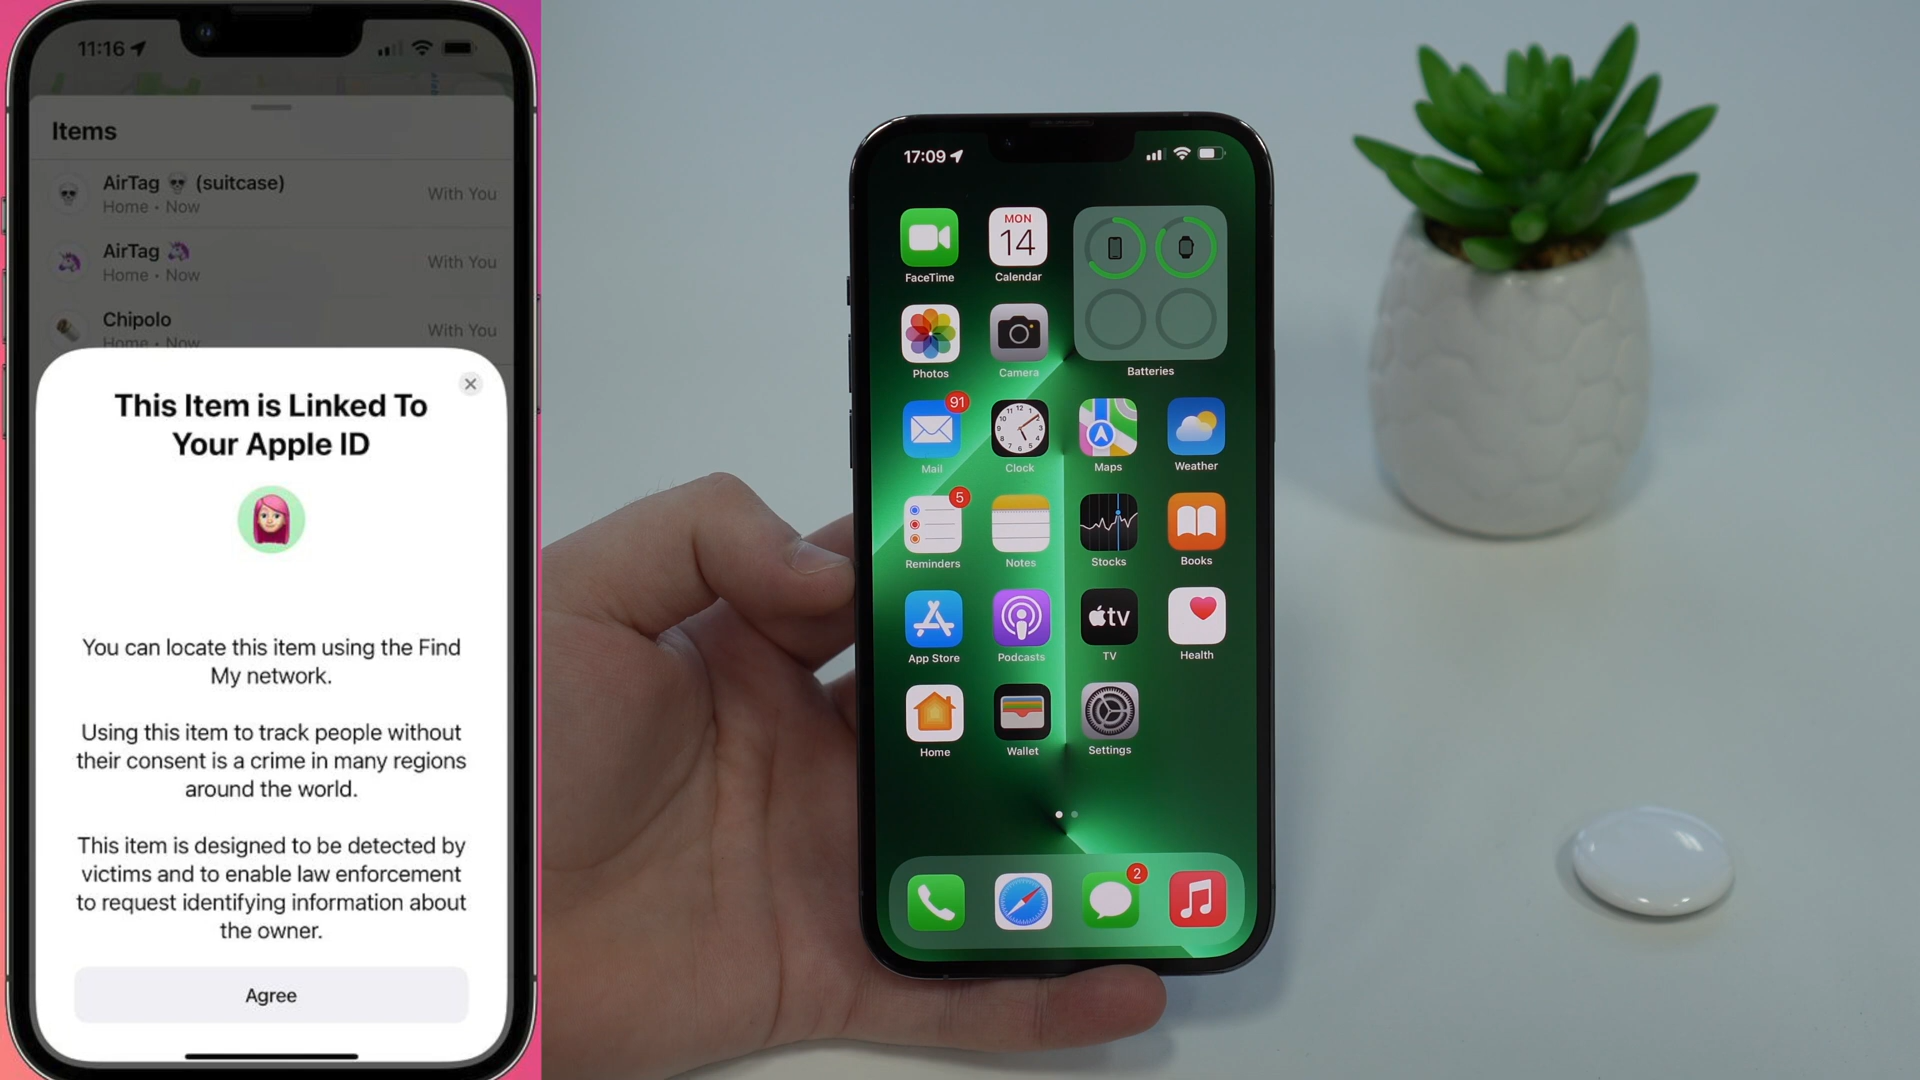 11:16
Items
AirTag 💀 (suitcase)
Home • Now
With You
AirTag 🦄
Home • Now
With You
Chipolo
Home • Now
With You
This Item is Linked To
Your Apple ID
You can locate this item using the Find
My network.
Using this item to track people without
their consent is a crime in many regions
around the world.
This item is designed to be detected by
victims and to enable law enforcement
to request identifying information about
the owner.
Agree
17:09
FaceTime
MON
14
Calendar
Photos
Camera
Batteries
91
Mail
Clock
Maps
Weather
5
Reminders
Notes
Stocks
Books
App Store
Podcasts
tv
TV
Health
Home
Wallet
Settings
2